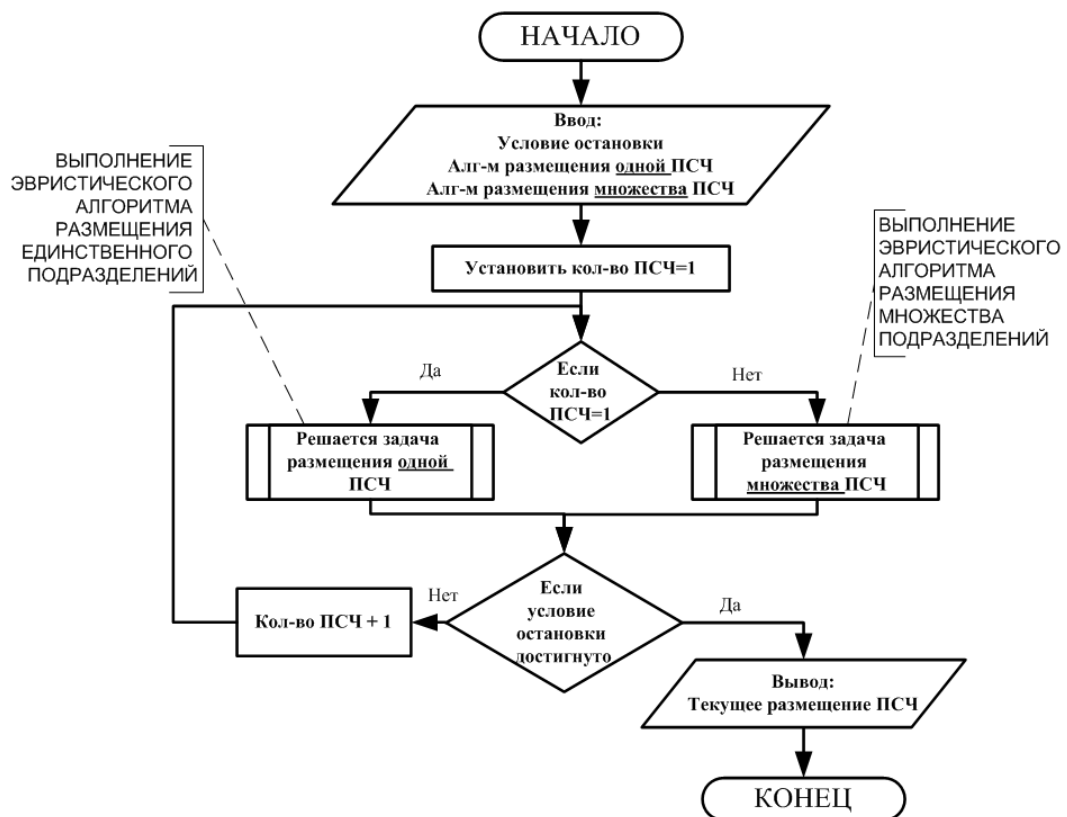 НАЧАЛО
Ввод:
Условие остановки
Алг-м размещения одной ПСЧ
Алг-м размещения множества ПСЧ
ВЫПОЛНЕНИЕ
ЭВРИСТИЧЕСКОГО
АЛГОРИТМА
РАЗМЕЩЕНИЯ
ЕДИНСТВЕННОГО
ПОДРАЗДЕЛЕНИЙ
ВЫПОЛНЕНИЕ
ЭВРИСТИЧЕСКОГО
АЛГОРИТМА
РАЗМЕЩЕНИЯ
МНОЖЕСТВА
ПОДРАЗДЕЛЕНИЙ
Установить кол-во ПСЧ=1
Да
Если
кол-во
ПСЧ=1
Нет
Решается задача
размещения одной
ПСЧ
Решается задача
размещения
множества ПСЧ
Кол-во ПСЧ + 1
Нет
Если
условие
остановки
достигнуто
Да
Вывод:
Текущее размещение ПСЧ
КОНЕЦ